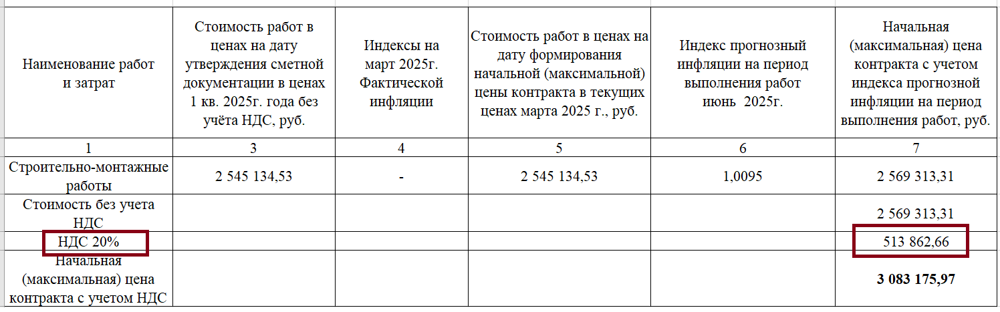 Наименование работ
и затрат
Стоимость работ в
ценах на дату
утверждения сметной
документации в ценах
1 кв. 2025г. года без
учёта НДС, руб.
Индексы на
март 2025г.
Фактической
инфляции
Стоимость работ в ценах на
дату формирования
начальной (максимальной)
цены контракта в текущих
ценах марта 2025 г., руб.
Индекс прогнозный
инфляции на период
выполнения работ
июнь 2025г.
Начальная
(максимальная) цена
контракта с учетом
индекса прогнозной
инфляции на период
выполнения работ, руб.
1
3
4
5
6
7
Строительно-монтажные
работы
2 545 134,53
-
2 545 134,53
1,0095
2 569 313,31
Стоимость без учета
НДС
2 569 313,31
НДС 20%
513 862,66
Начальная
(максимальная) цена
контракта с учетом НДС
3 083 175,97